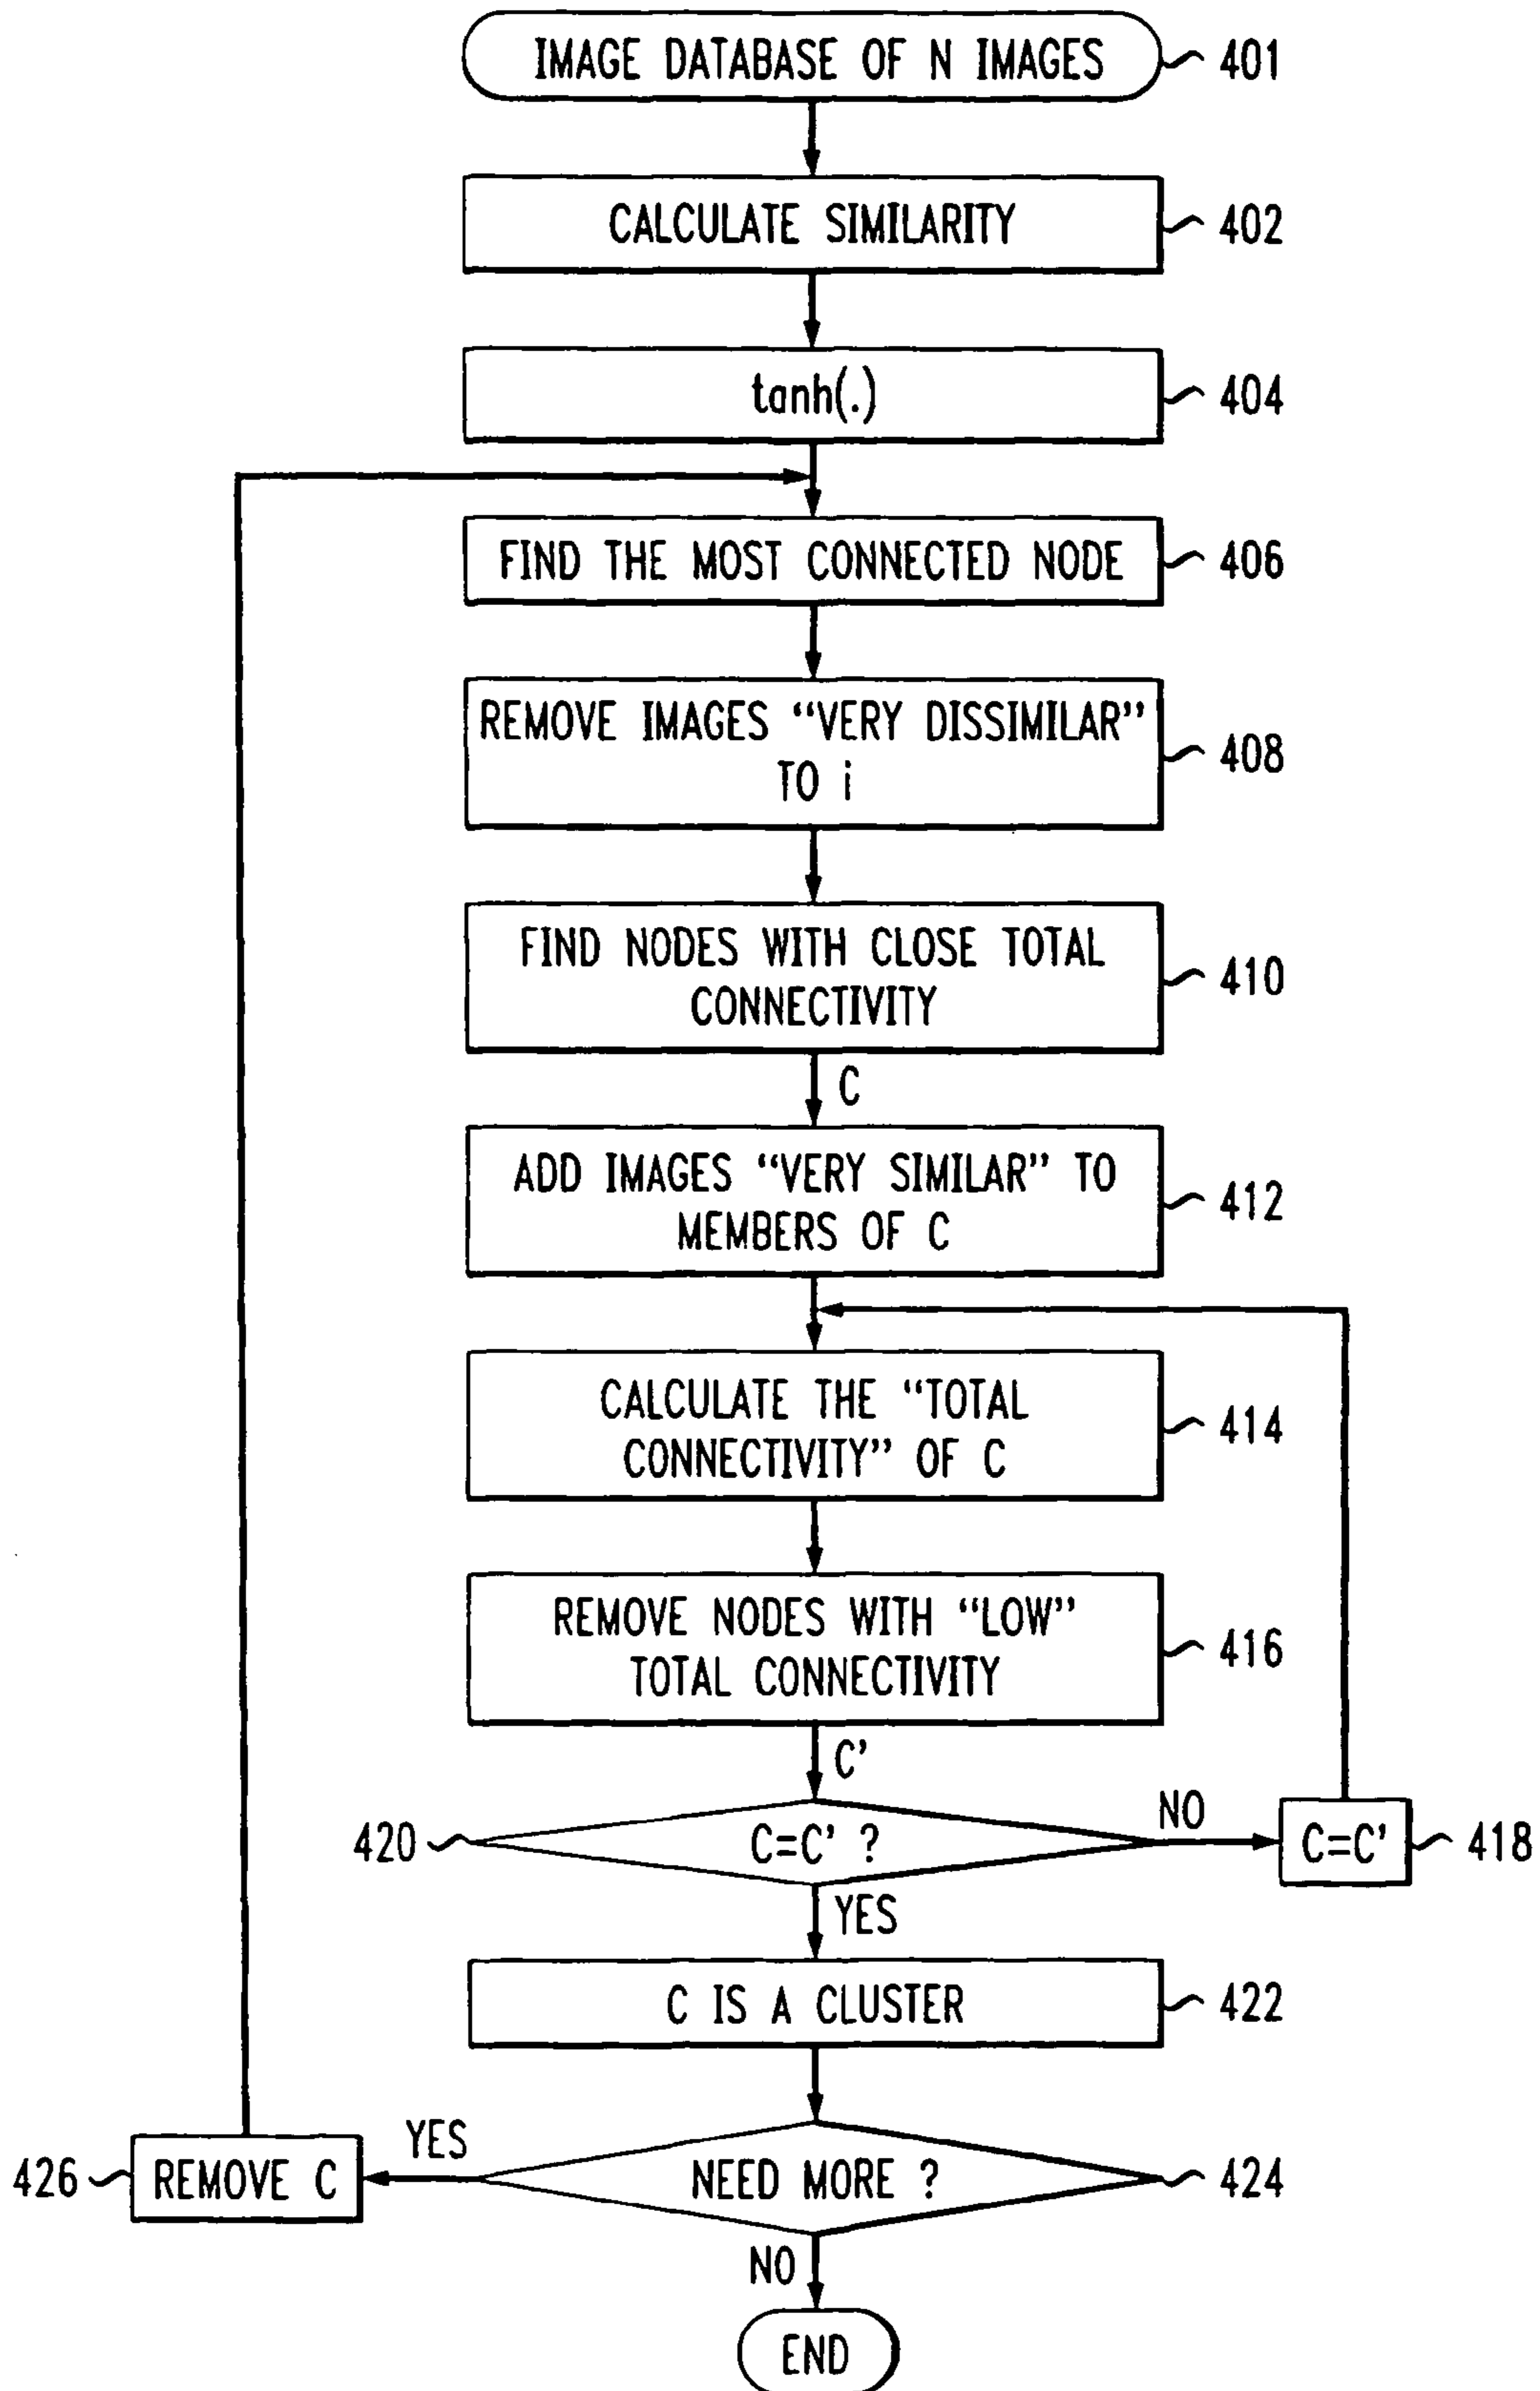 IMAGE DATABASE OF N IMAGES
401
CALCULATE SIMILARITY
402
tanh(.)
404
FIND THE MOST CONNECTED NODE
406
REMOVE IMAGES “VERY DISSIMILAR”
TO i
408
FIND NODES WITH CLOSE TOTAL
CONNECTIVITY
410
C
ADD IMAGES “VERY SIMILAR” TO
MEMBERS OF C
412
CALCULATE THE “TOTAL
CONNECTIVITY” OF C
414
REMOVE NODES WITH “LOW”
TOTAL CONNECTIVITY
416
C'
420
C=C' ?
NO
C=C'
418
YES
C IS A CLUSTER
422
426
REMOVE C
YES
NEED MORE ?
424
NO
END